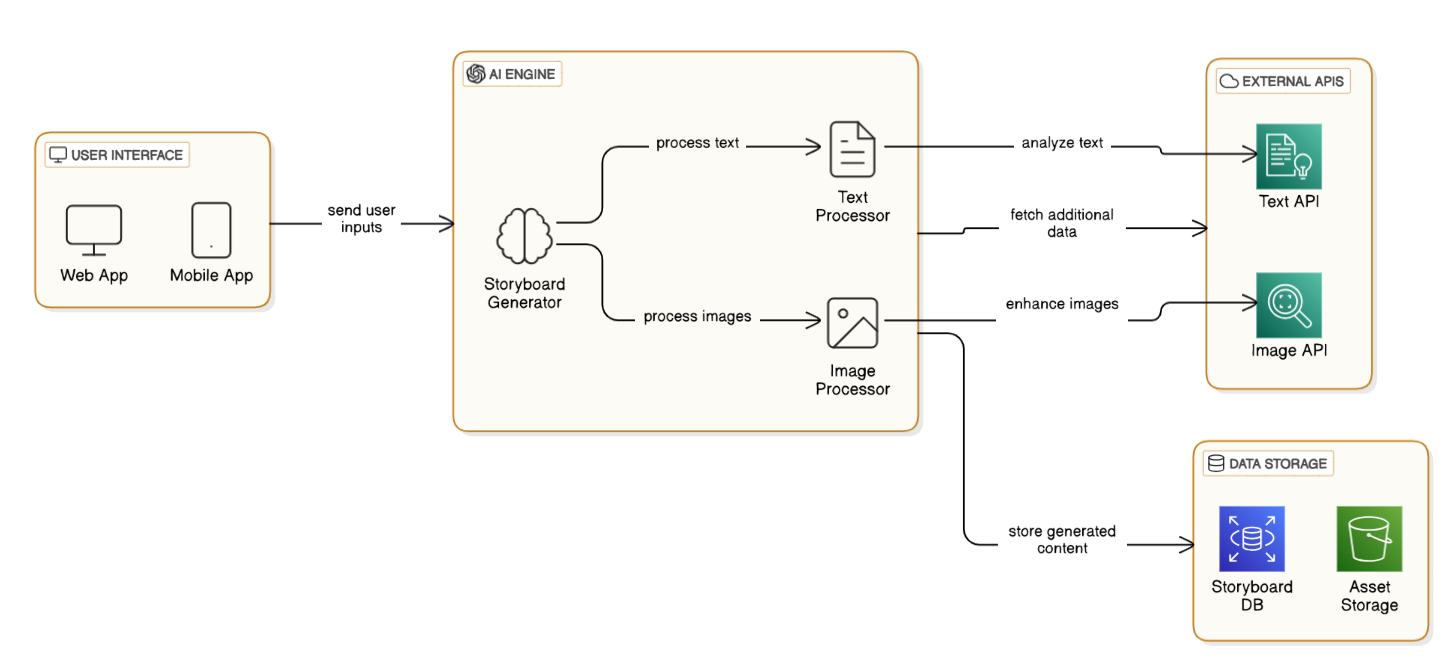 USER INTERFACE
Web App
Mobile App
send user
inputs
AI ENGINE
Storyboard
Generator
process text
process images
Text
Processor
Image
Processor
analyze text
fetch additional
data
enhance images
store generated
content
EXTERNAL APIS
Text API
Image API
DATA STORAGE
Storyboard
DB
Asset
Storage